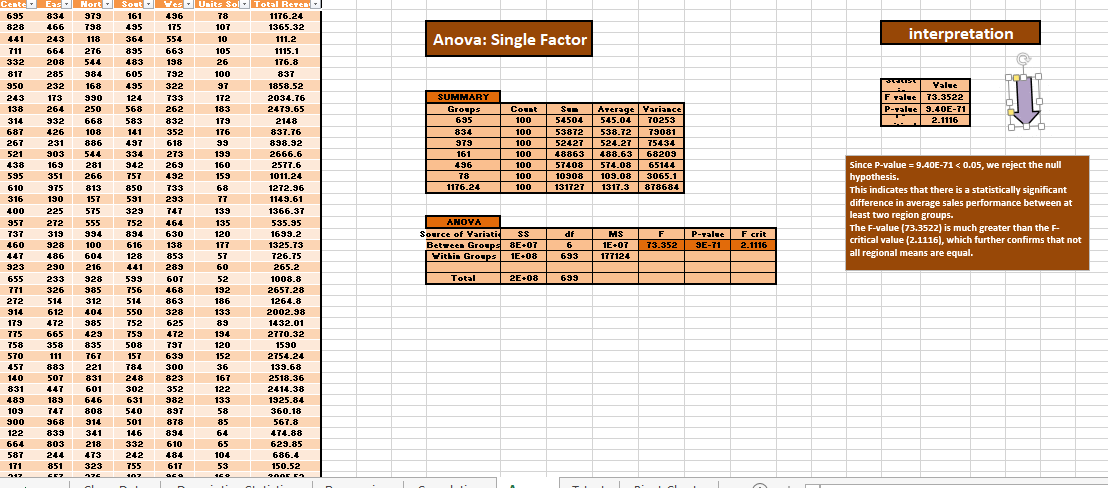 Cente Eas Nort Sout Wes Units So Total Reven
695 834 979 161 496 78 1176.24
828 466 798 495 175 107 1365.32
441 243 118 364 554 10 111.2
711 664 276 895 663 105 1115.1
332 208 544 483 198 26 176.8
817 285 984 605 792 100 837
950 232 168 495 322 97 1858.52
243 173 990 124 733 172 2034.76
138 264 250 568 262 183 2479.65
314 932 668 583 832 179 2148
687 426 108 141 352 176 837.76
267 231 886 497 618 99 898.92
521 903 544 334 273 199 2666.6
438 169 281 942 269 160 2577.6
595 351 266 757 492 159 1011.24
610 975 813 850 733 68 1272.96
316 190 157 591 293 77 1149.61
400 225 575 329 747 139 1366.37
957 272 555 752 464 135 535.95
737 319 994 894 630 120 1699.2
460 928 100 616 138 177 1325.73
447 486 604 128 853 57 726.75
923 290 216 441 289 60 265.2
655 233 928 599 607 52 1008.8
771 326 985 756 468 192 2657.28
272 514 312 514 863 186 1264.8
914 612 404 550 328 133 2002.98
179 472 985 752 625 89 1432.01
775 665 429 759 472 194 2770.32
758 358 835 508 797 120 1590
570 111 767 157 639 152 2754.24
457 883 221 784 300 36 139.68
140 507 831 248 823 167 2518.36
831 447 601 302 352 122 2414.38
489 189 646 631 982 133 1925.84
109 747 808 540 897 58 360.18
900 968 914 501 878 85 567.8
122 839 341 146 894 64 474.88
664 803 218 332 610 65 629.85
587 244 473 242 484 104 686.4
171 851 323 755 617 53 150.52
Anova: Single Factor
SUMMARY
Groups Count Sum Average Variance
695 100 54504 545.04 70253
834 100 53872 538.72 79081
979 100 52427 524.27 75434
161 100 48863 488.63 68209
496 100 57408 574.08 65144
78 100 10908 109.08 3065.1
1176.24 100 131727 1317.3 878684
ANOVA
Source of Variatio SS df MS F P-value F crit
Between Groups 8E+07 6 1E+07 73.352 9E-71 2.1116
Within Groups 1E+08 693 177124
Total 2E+08 699
interpretation
Value
F value 73.3522
P-value 9.40E-71
2.1116
Since P-value = 9.40E-71 < 0.05, we reject the null
hypothesis.
This indicates that there is a statistically significant
difference in average sales performance between at
least two region groups.
The F-value (73.3522) is much greater than the F-
critical value (2.1116), which further confirms that not
all regional means are equal.